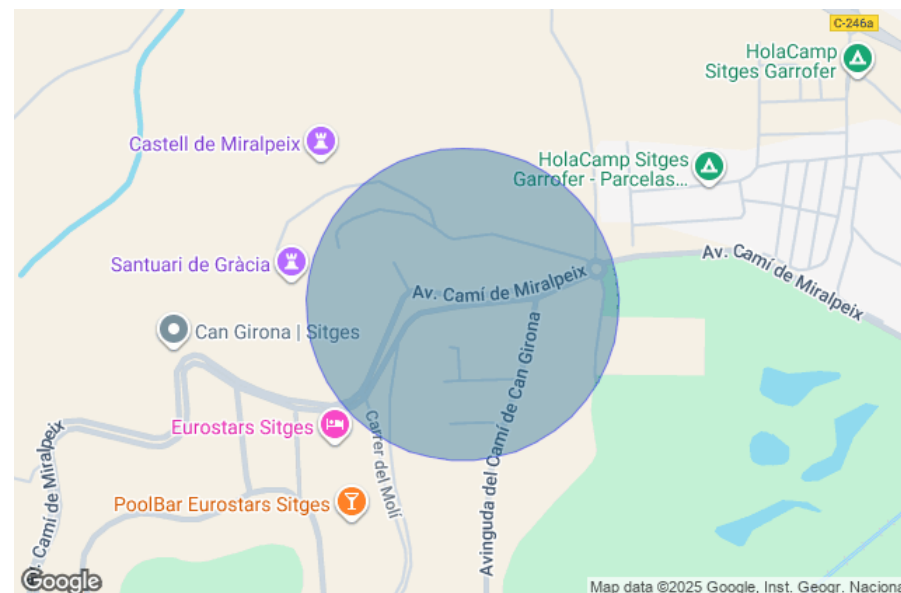 C-246a
HolaCamp
Sitges Garrofer
Castell de Miralpeix
HolaCamp Sitges
Garrofer - Parcelas...
Santuari de Gràcia
Av. Camí de Miralpeix
Av. Camí de Miralpeix
Can Girona | Sitges
Eurostars Sitges
Carrer del Molí
Avinguda del Camí de Can Girona
Av. Camí de Miralpeix
PoolBar Eurostars Sitges
Google
Map data ©2025 Google, Inst. Geogr. Naciona